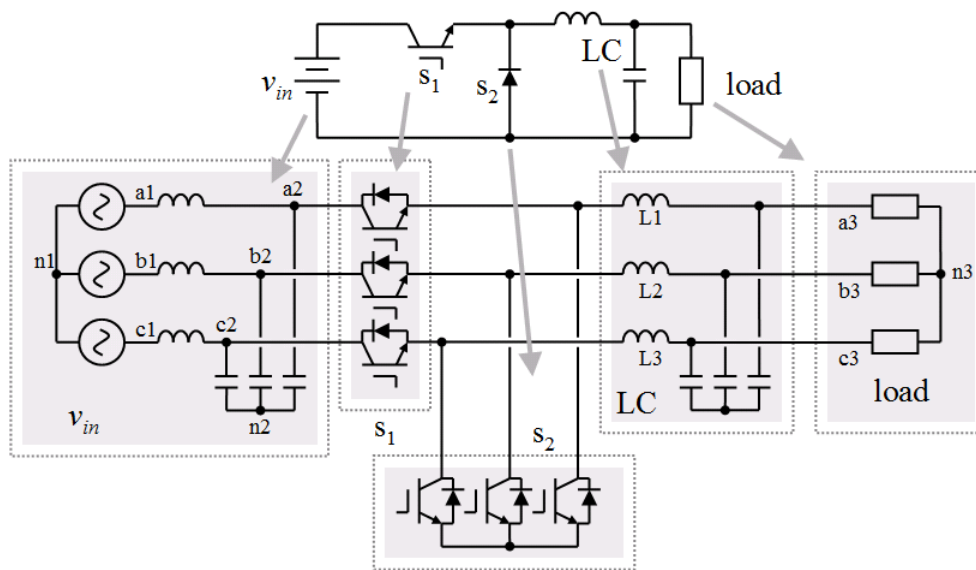 LC
v_in
s_1
s_2
load
a1
a2
L1
a3
n1
b1
b2
L2
b3
n3
c1
c2
L3
c3
v_in
n2
s_1
s_2
LC
load